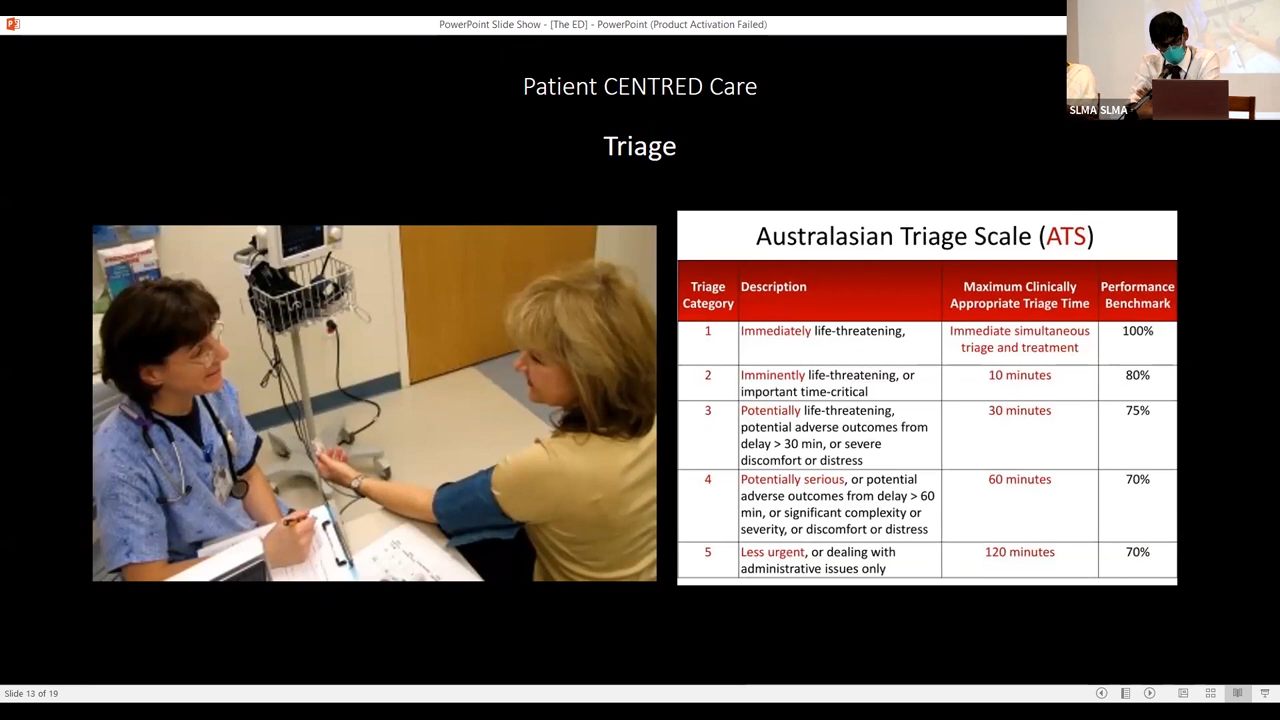 PowerPoint Slide Show - [The ED] - PowerPoint (Product Activation Failed)
SLMA SLMA
Patient CENTRED Care
Triage
Australasian Triage Scale (ATS)
Triage Category
Description
Maximum Clinically Appropriate Triage Time
Performance Benchmark
1
Immediately life-threatening,
Immediate simultaneous
triage and treatment
100%
2
Imminently life-threatening, or
important time-critical
10 minutes
80%
3
Potentially life-threatening,
potential adverse outcomes from
delay > 30 min, or severe
discomfort or distress
30 minutes
75%
4
Potentially serious, or potential
adverse outcomes from delay > 60
min, or significant complexity or
severity, or discomfort or distress
60 minutes
70%
5
Less urgent, or dealing with
administrative issues only
120 minutes
70%
Slide 13 of 19